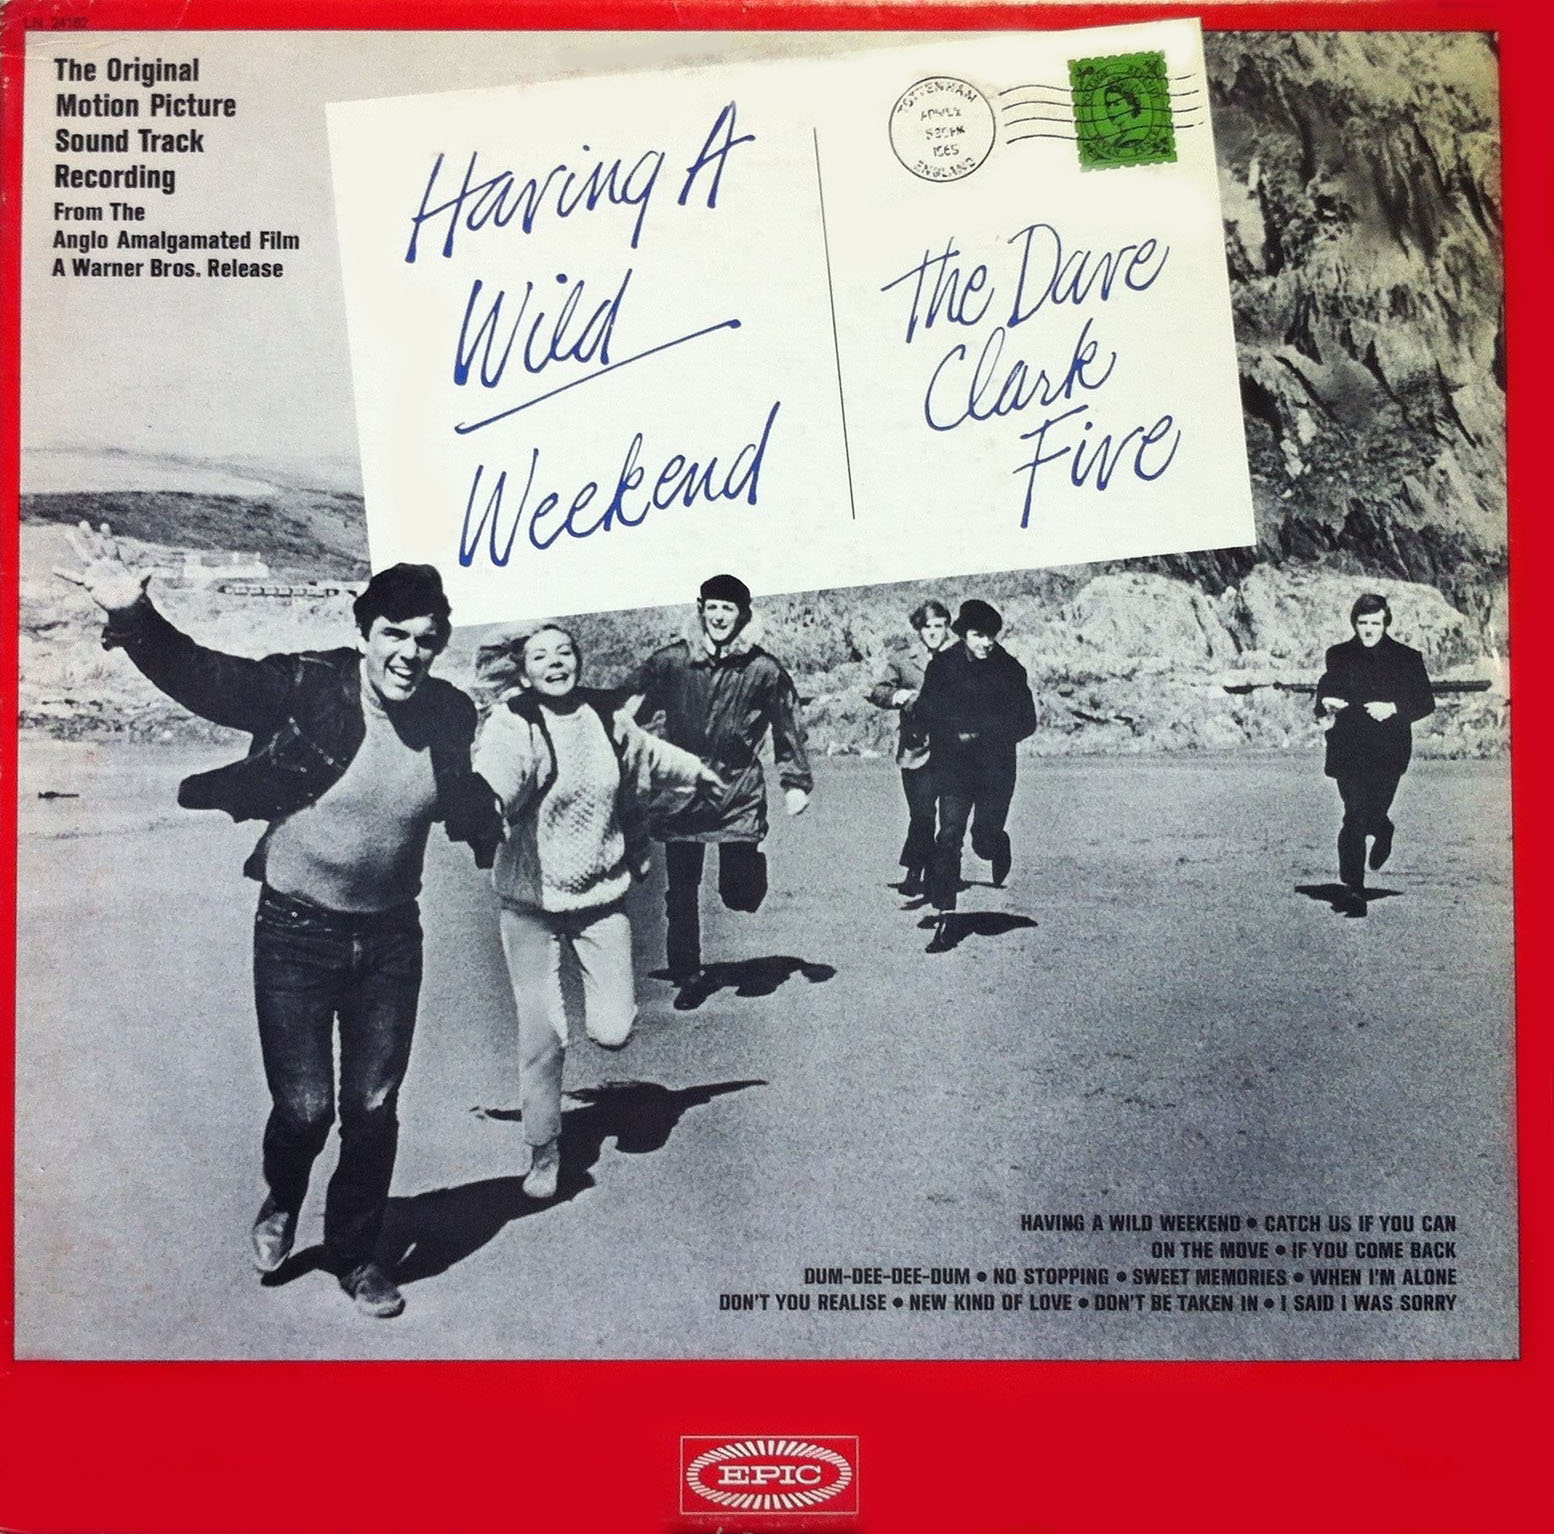 LN 24162
The Original
Motion Picture
Sound Track
Recording
From The
Anglo Amalgamated Film
A Warner Bros. Release
Having A
Wild
Weekend
TOTTENHAM
1965
ENGLAND
The Dave
Clark
Five
HAVING A WILD WEEKEND • CATCH US IF YOU CAN
ON THE MOVE • IF YOU COME BACK
DUM-DEE-DEE-DUM • NO STOPPING • SWEET MEMORIES • WHEN I'M ALONE
DON'T YOU REALISE • NEW KIND OF LOVE • DON'T BE TAKEN IN • I SAID I WAS SORRY
EPIC